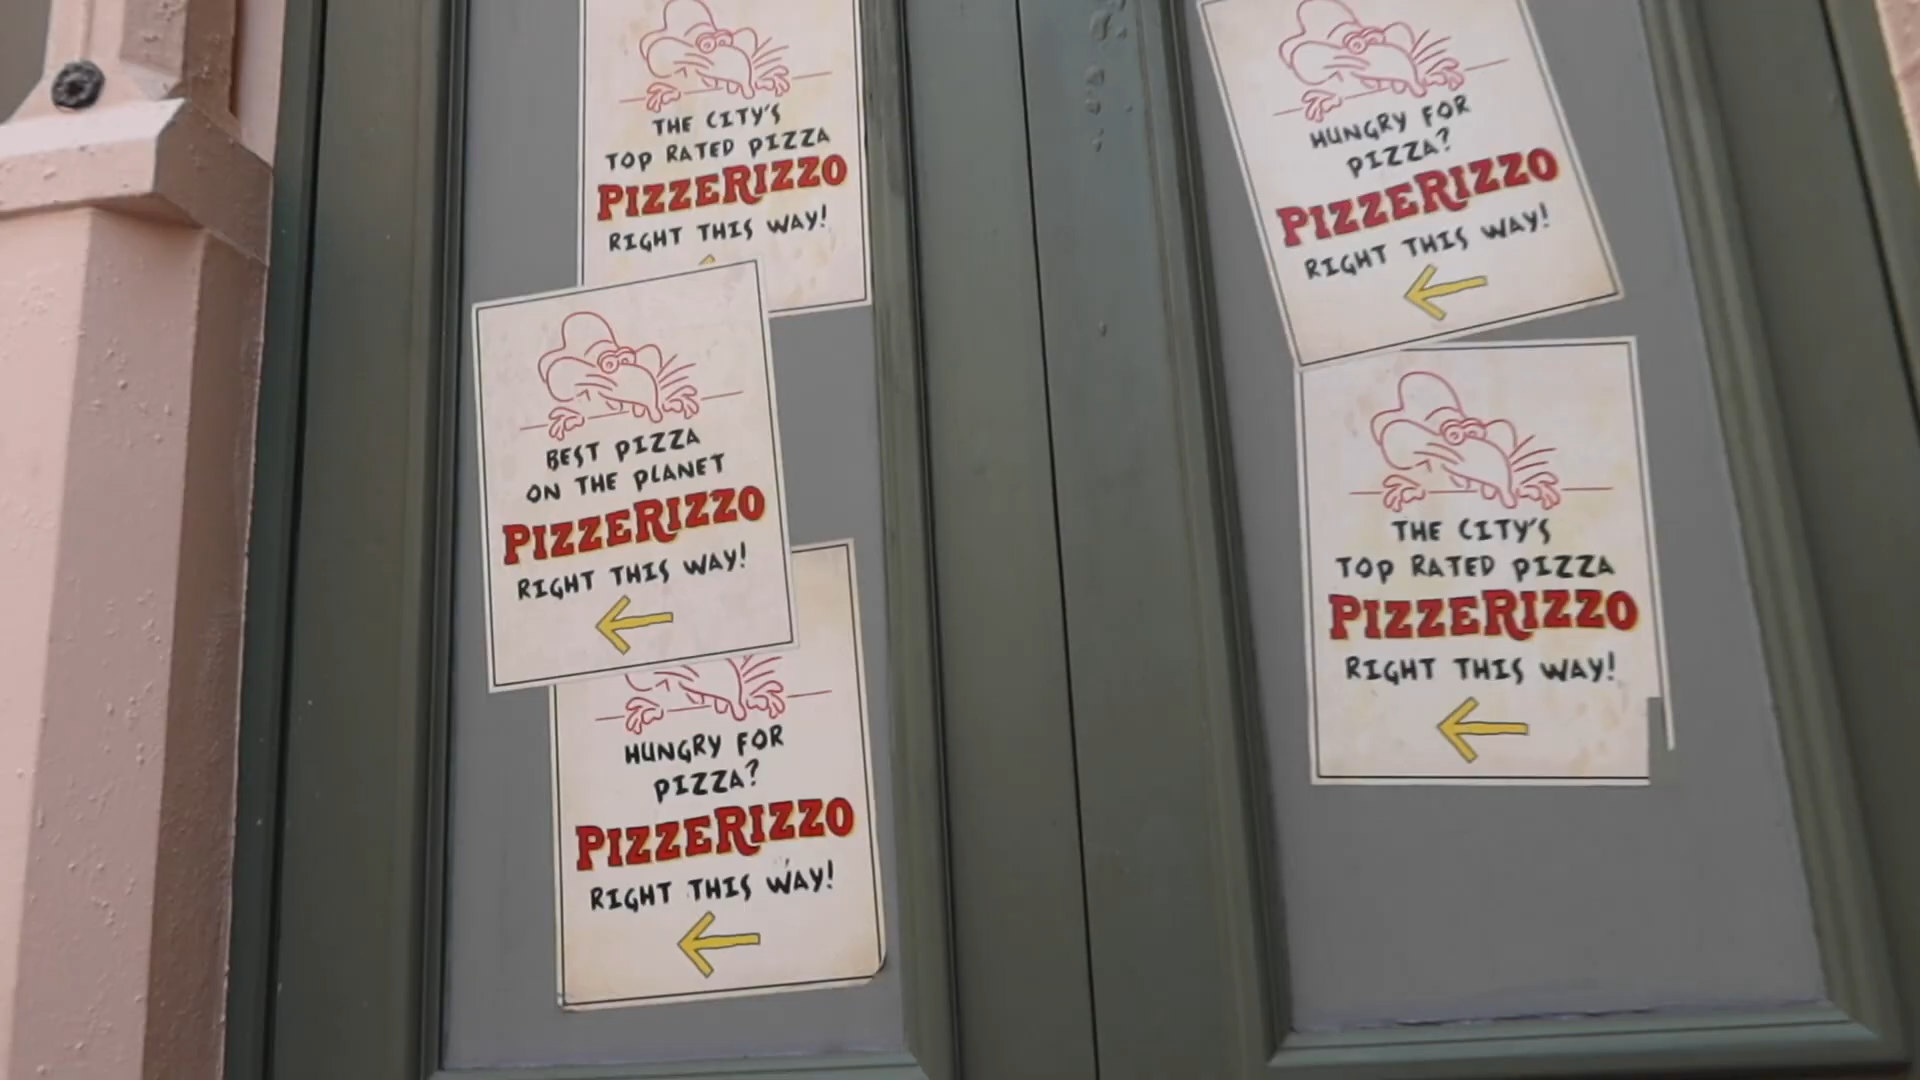 THE CITY'S
TOP RATED PIZZA
PIZZERIZZO
RIGHT THIS WAY!
BEST PIZZA
ON THE PLANET
PIZZERIZZO
RIGHT THIS WAY!
HUNGRY FOR
PIZZA?
PIZZERIZZO
RIGHT THIS WAY!
HUNGRY FOR
PIZZA?
PIZZERIZZO
RIGHT THIS WAY!
THE CITY'S
TOP RATED PIZZA
PIZZERIZZO
RIGHT THIS WAY!